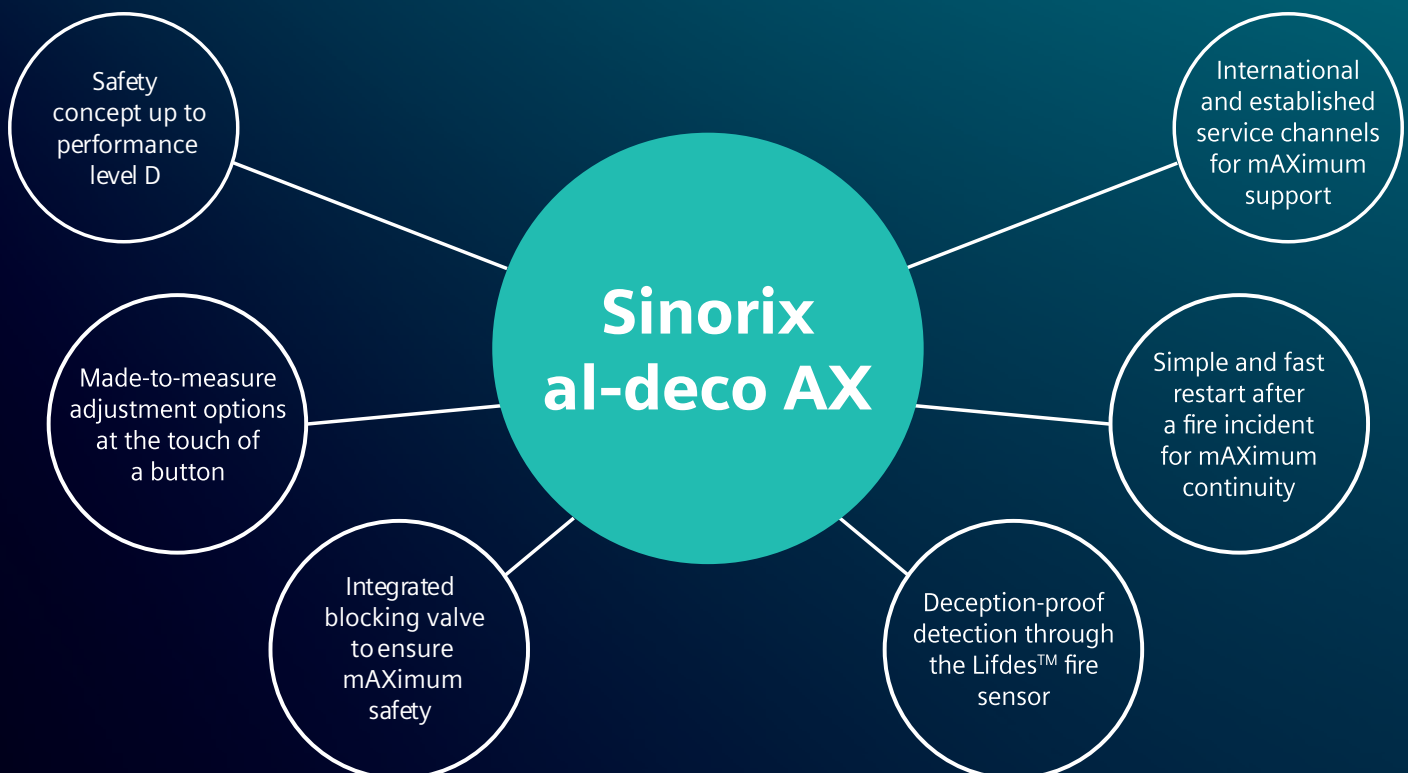 Safety
concept up to
performance
level D
International
and established
service channels
for mAXimum
support
Sinorix
al-deco AX
Made-to-measure
adjustment options
at the touch of
a button
Simple and fast
restart after
a fire incident
for mAXimum
continuity
Integrated
blocking valve
to ensure
mAXimum
safety
Deception-proof
detection through
the Lifdes™ fire
sensor